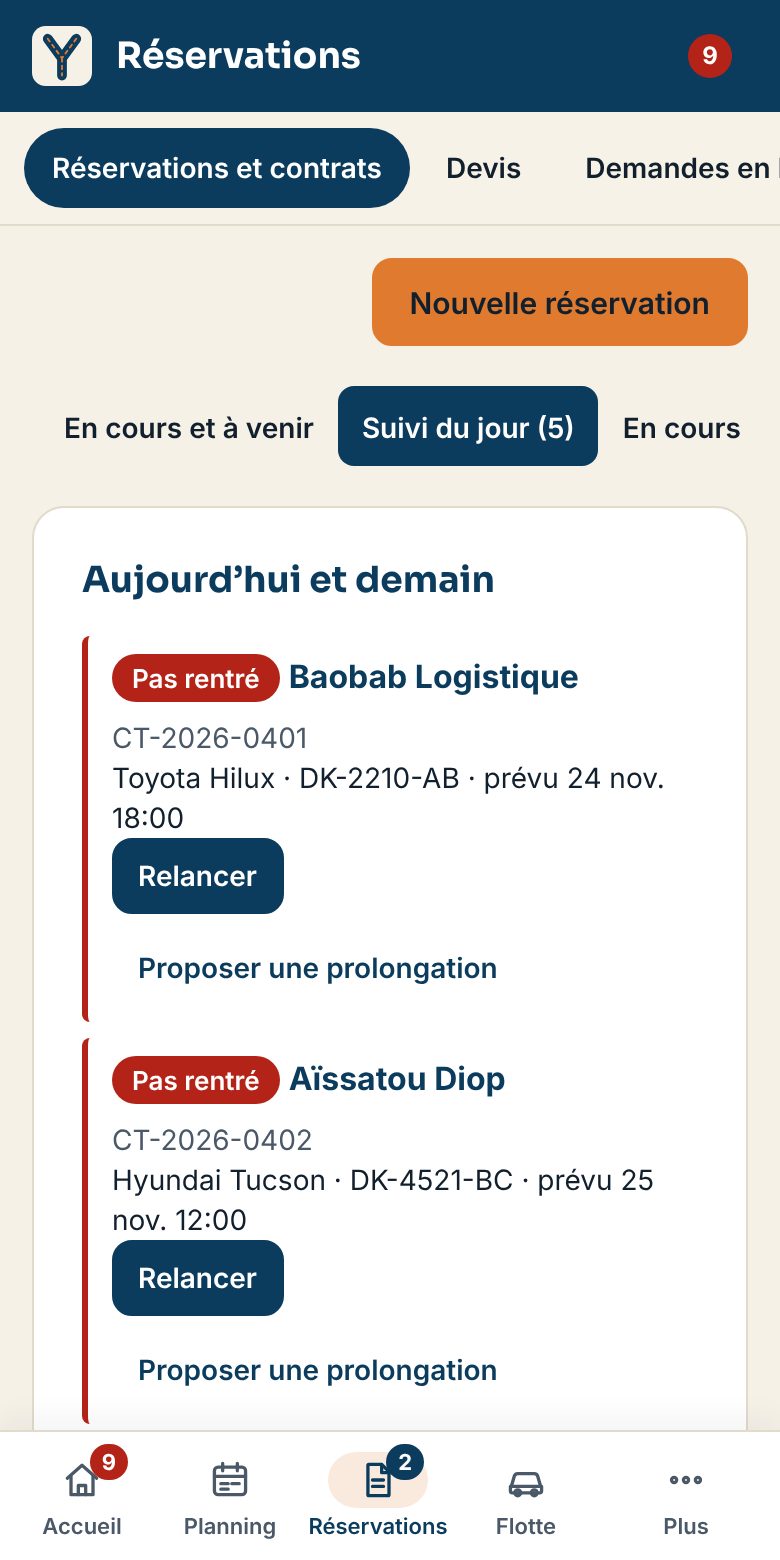 Réservations
9
Réservations et contrats
Devis
Demandes en
Nouvelle réservation
En cours et à venir
Suivi du jour (5)
En cours
Aujourd’hui et demain
Pas rentré Baobab Logistique
CT-2026-0401
Toyota Hilux · DK-2210-AB · prévu 24 nov.
18:00
Relancer
Proposer une prolongation
Pas rentré Aïssatou Diop
CT-2026-0402
Hyundai Tucson · DK-4521-BC · prévu 25
nov. 12:00
Relancer
Proposer une prolongation
9
2
Accueil
Planning
Réservations
Flotte
Plus